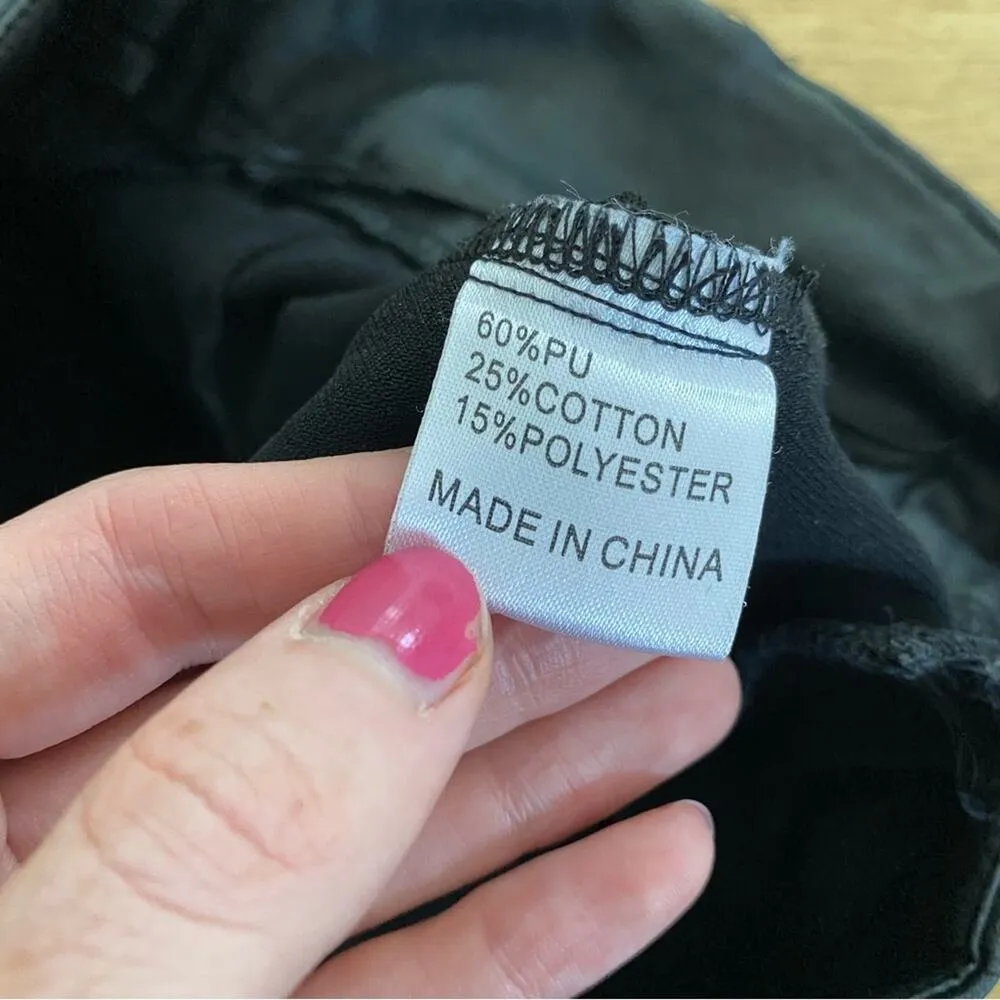 60%PU
25%COTTON
15%POLYESTER
MADE IN CHINA